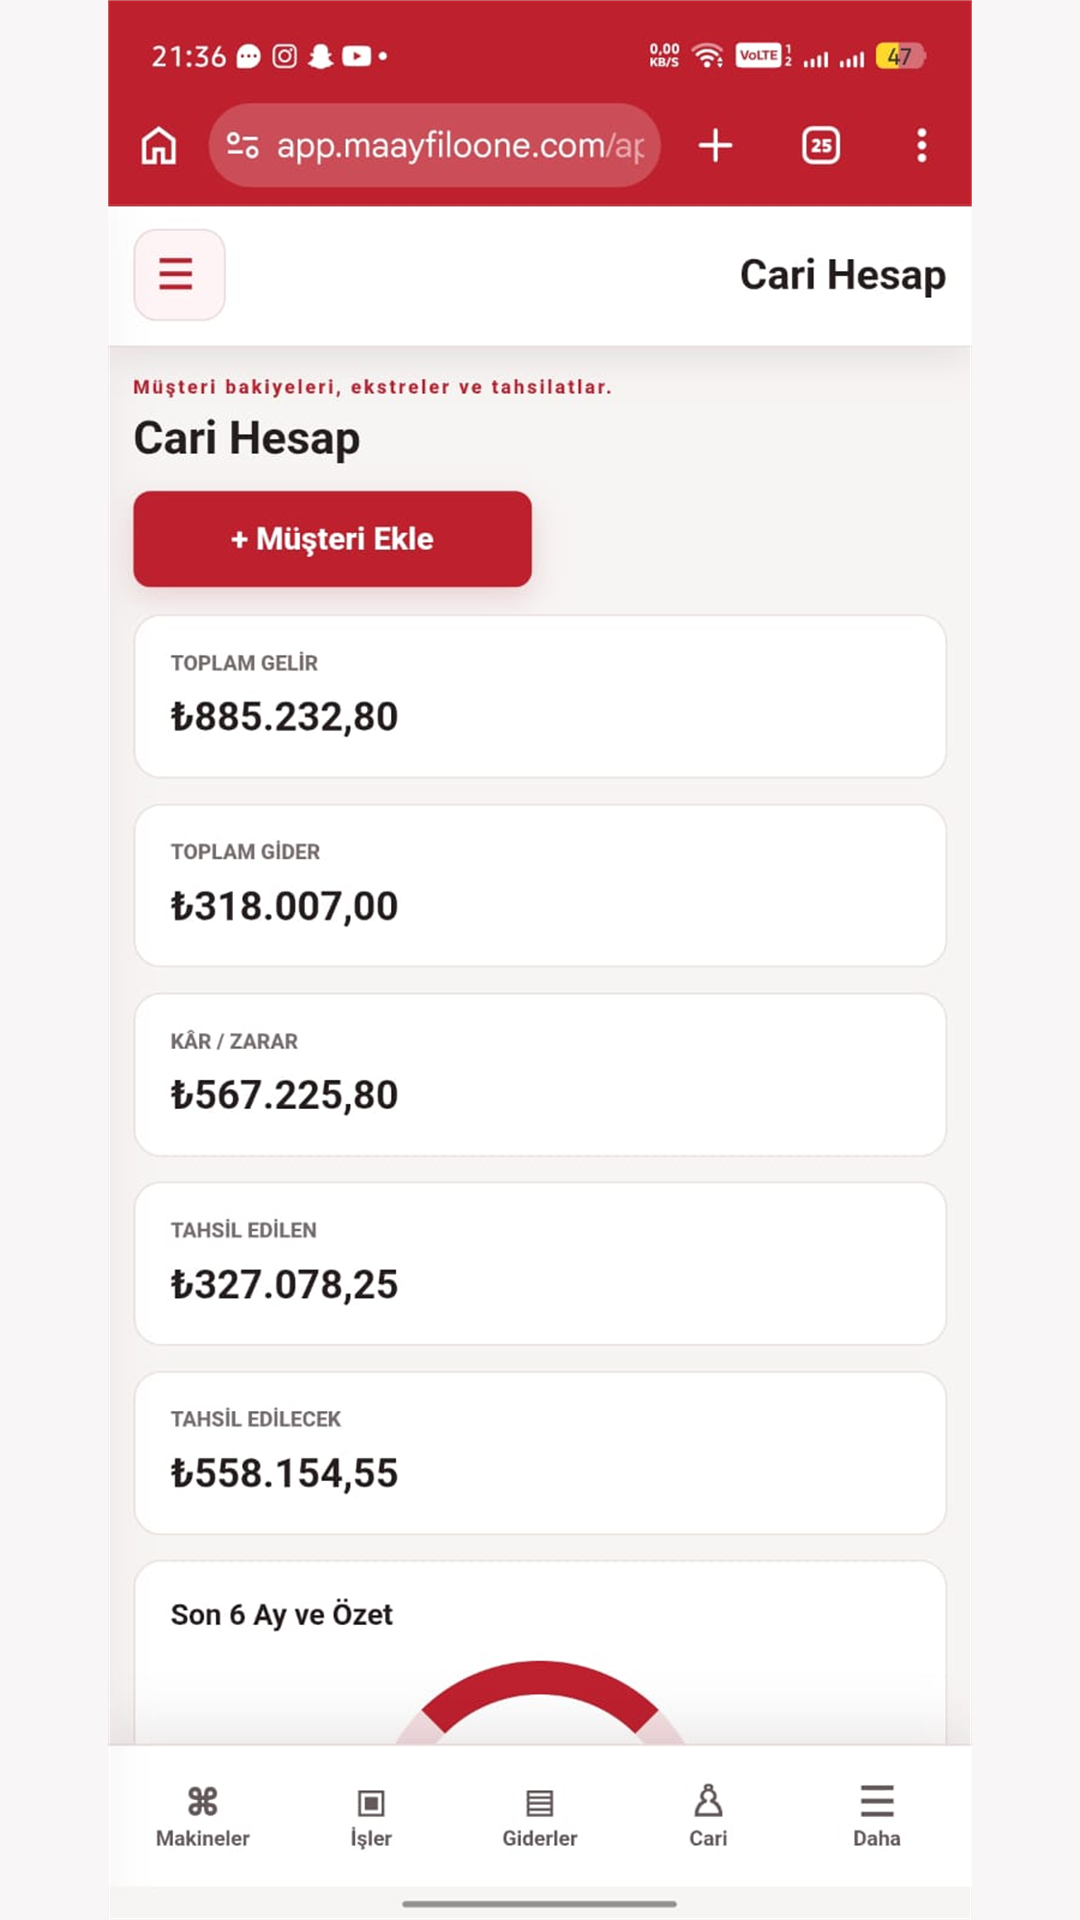 21:36
0,00
KB/S
VoLTE
1
2
47
app.maayfiloone.com/ap
25
Cari Hesap
Müşteri bakiyeleri, ekstreler ve tahsilatlar.
Cari Hesap
+ Müşteri Ekle
TOPLAM GELİR
₺885.232,80
TOPLAM GİDER
₺318.007,00
KÂR / ZARAR
₺567.225,80
TAHSİL EDİLEN
₺327.078,25
TAHSİL EDİLECEK
₺558.154,55
Son 6 Ay ve Özet
Makineler
İşler
Giderler
Cari
Daha